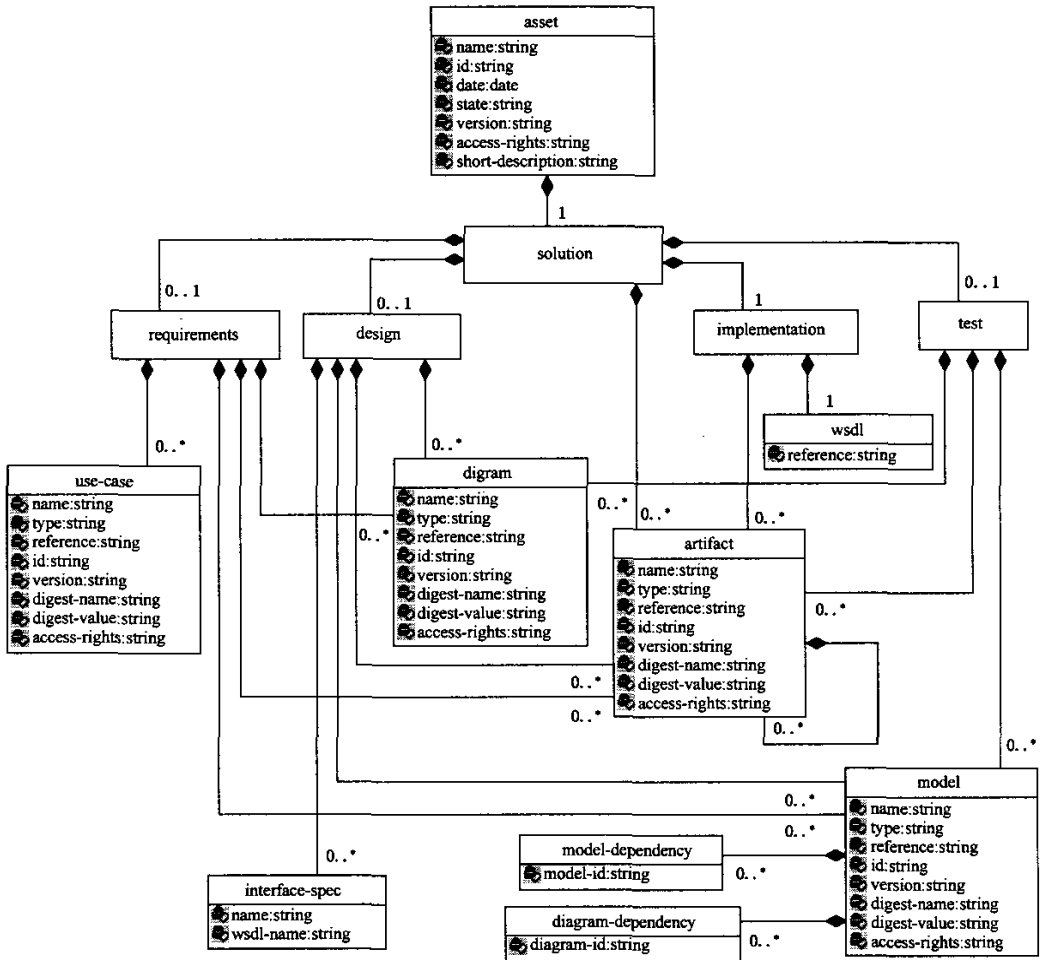 asset
name:string
id:string
date:date
state:string
version:string
access-rights:string
short-description:string
1
solution
0..1
0..1
1
0..1
requirements
design
implementation
test
0..*
0..*
1
wsdl
reference:string
use-case
name:string
type:string
reference:string
id:string
version:string
digest-name:string
digest-value:string
access-rights:string
digram
name:string
type:string
reference:string
id:string
version:string
digest-name:string
digest-value:string
access-rights:string
0..*
0..*
0..*
0..*
artifact
name:string
type:string
reference:string
id:string
version:string
digest-name:string
digest-value:string
access-rights:string
0..*
0..*
0..*
0..*
0..*
model
name:string
type:string
reference:string
id:string
version:string
digest-name:string
digest-value:string
access-rights:string
0..*
0..*
model-dependency
model-id:string
0..*
diagram-dependency
diagram-id:string
0..*
0..*
interface-spec
name:string
wsdl-name:string